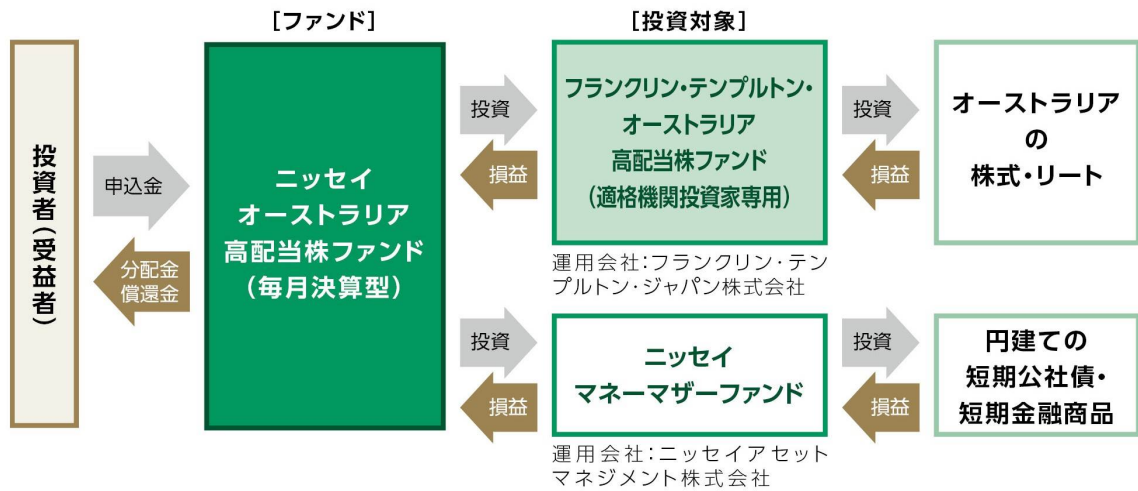 [ファンド]
[投資対象]
投資者(受益者)
申込金
分配金
償還金
ニッセイ
オーストラリア
高配当株ファンド
(毎月決算型)
投資
損益
フランクリン・テンプルトン・
オーストラリア
高配当株ファンド
(適格機関投資家専用)
運用会社:フランクリン・テン
プルトン・ジャパン株式会社
投資
損益
オーストラリア
の
株式・リート
投資
損益
ニッセイ
マネーマザーファンド
運用会社:ニッセイアセット
マネジメント株式会社
投資
損益
円建ての
短期公社債・
短期金融商品